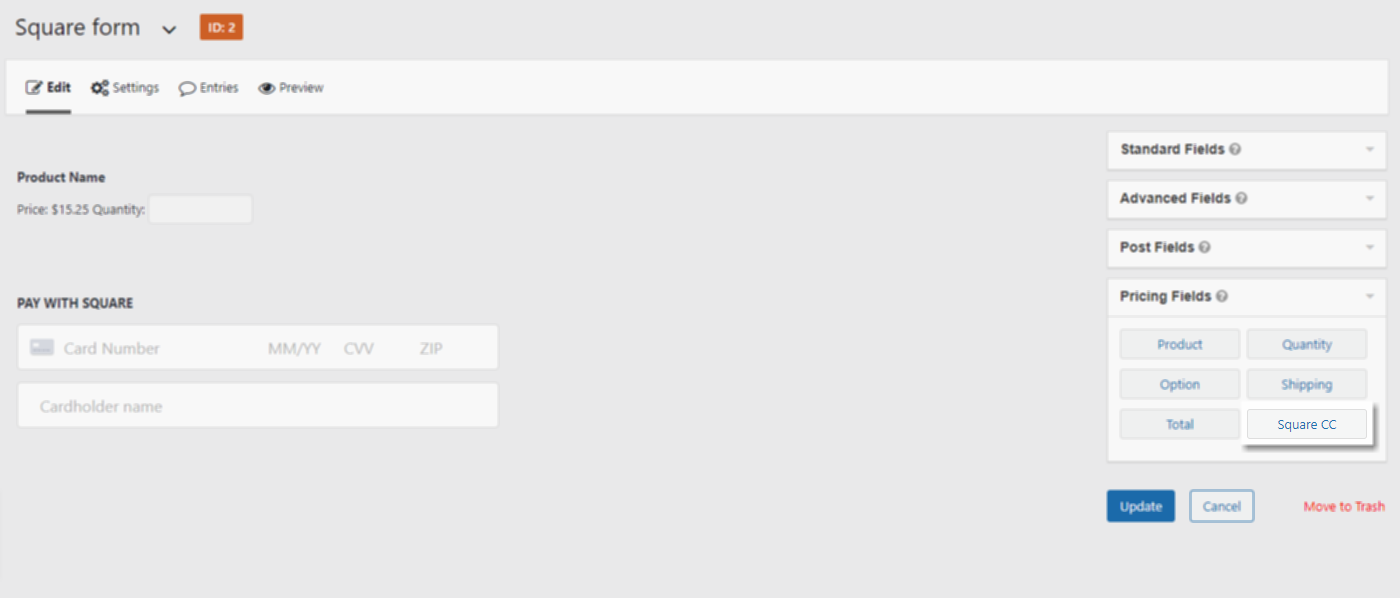 Square form
ID: 2
Edit Settings Entries Preview
Product Name
Price: $15.25 Quantity:
PAY WITH SQUARE
Card Number MM/YY CVV ZIP
Cardholder name
Standard Fields
Advanced Fields
Post Fields
Pricing Fields
Product Quantity
Option Shipping
Total Square CC
Update Cancel Move to Trash